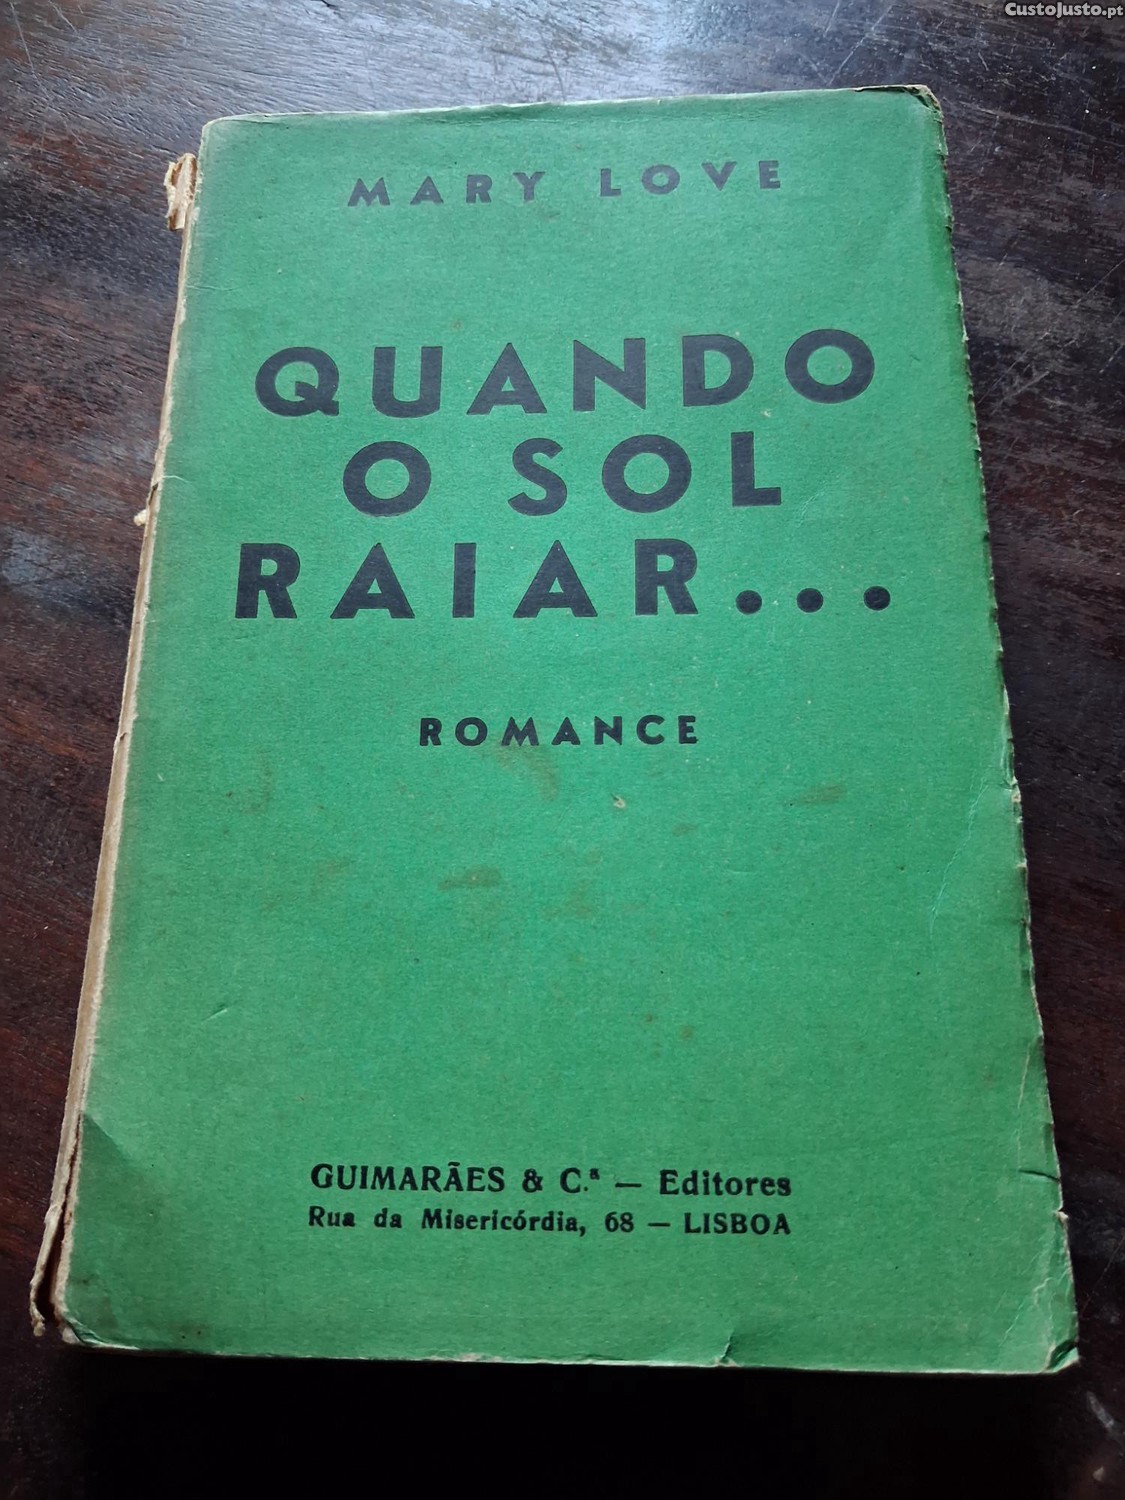 CustoJusto.pt
MARY LOVE
QUANDO
O SOL
RAIAR...
ROMANCE
GUIMARÃES & C.ª — Editores
Rua da Misericórdia, 68 — LISBOA